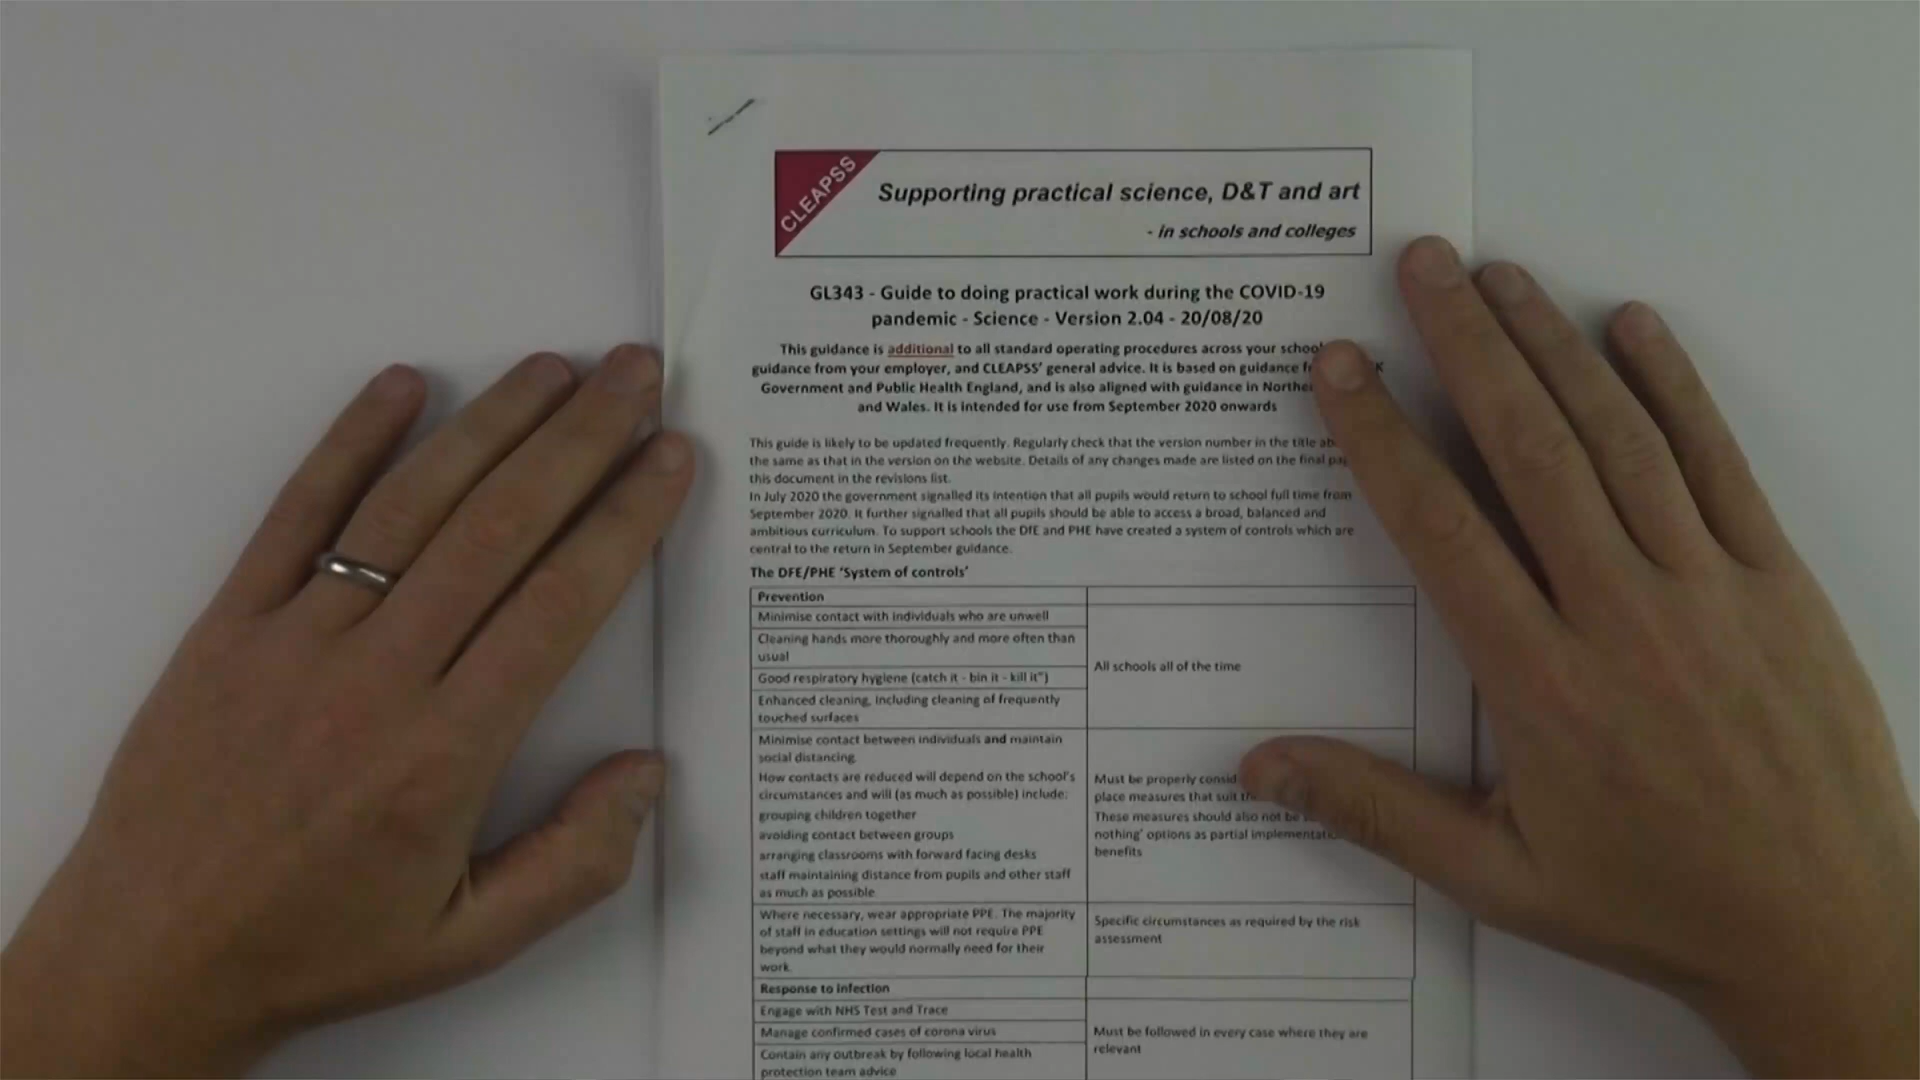 CLEAPSS
Supporting practical science, D&T and art
- in schools and colleges
GL343 - Guide to doing practical work during the COVID-19
pandemic - Science - Version 2.04 - 20/08/20
This guidance is additional to all standard operating procedures across your school
guidance from your employer, and CLEAPSS' general advice. It is based on guidance K
Government and Public Health England, and is also aligned with guidance in
and Wales. It is intended for use from September 2020 onwards
This guide is likely to be updated frequently. Regularly check that the version number in the title
the same as that in the version on the website. Details of any changes made are listed on the final
this document in the revisions list.
In July 2020 the government signalled its intention that all pupils would return to school full time from
September 2020. It further signalled that all pupils should be able to access a broad, balanced and
ambitious curriculum. To support schools the DfE and PHE have created a system of controls which are
central to the return in September guidance.
The DFE/PHE 'System of controls'
Prevention
Minimise contact with individuals who are unwell
Cleaning hands more thoroughly and more often than
usual
Good respiratory hygiene (catch it - bin it - kill it")
Enhanced cleaning, including cleaning of frequently
touched surfaces
All schools all of the time
Minimise contact between individuals and maintain
social distancing.
How contacts are reduced will depend on the school's
circumstances and will (as much as possible) include:
grouping children together
avoiding contact between groups
arranging classrooms with forward facing desks
staff maintaining distance from pupils and other staff
as much as possible
Must be properly
place measures that suit
These measures should also not be
nothing' options as partial
benefits
Where necessary, wear appropriate PPE. The majority
of staff in education settings will not require PPE
beyond what they would normally need for their
work.
Specific circumstances as required by the risk
assessment
Response to infection
Engage with NHS Test and Trace
Manage confirmed cases of corona virus
Contain any outbreak by following local health
protection team advice
Must be followed in every case where they are
relevant